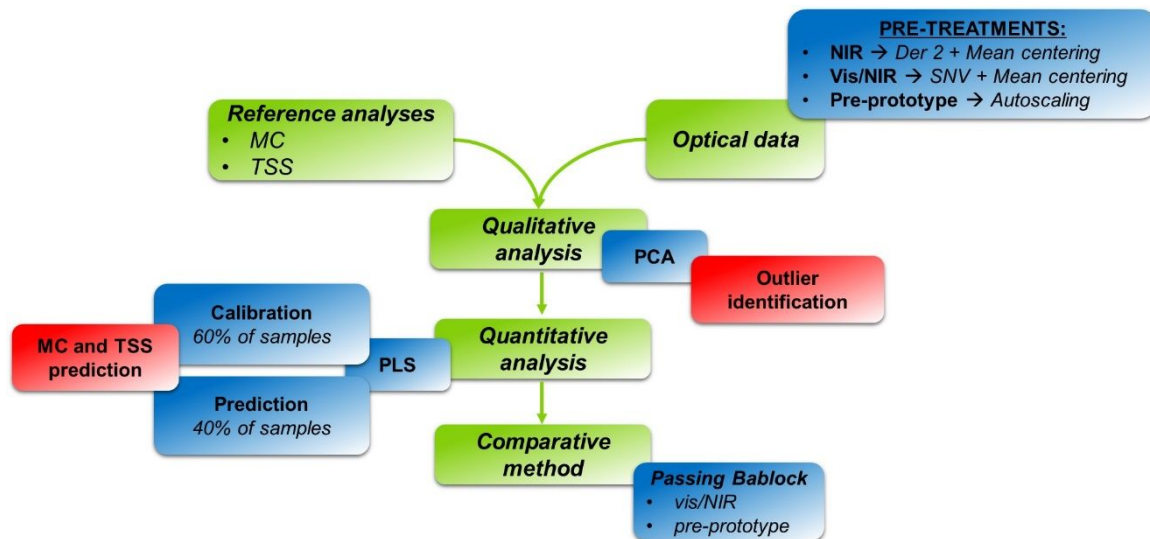 PRE-TREATMENTS:
• NIR → Der 2 + Mean centering
• Vis/NIR → SNV + Mean centering
• Pre-prototype → Autoscaling
Reference analyses
• MC
• TSS
Optical data
Qualitative
analysis
PCA
Outlier
identification
Calibration
60% of samples
MC and TSS
prediction
PLS
Quantitative
analysis
Prediction
40% of samples
Comparative
method
Passing Bablock
• vis/NIR
• pre-prototype